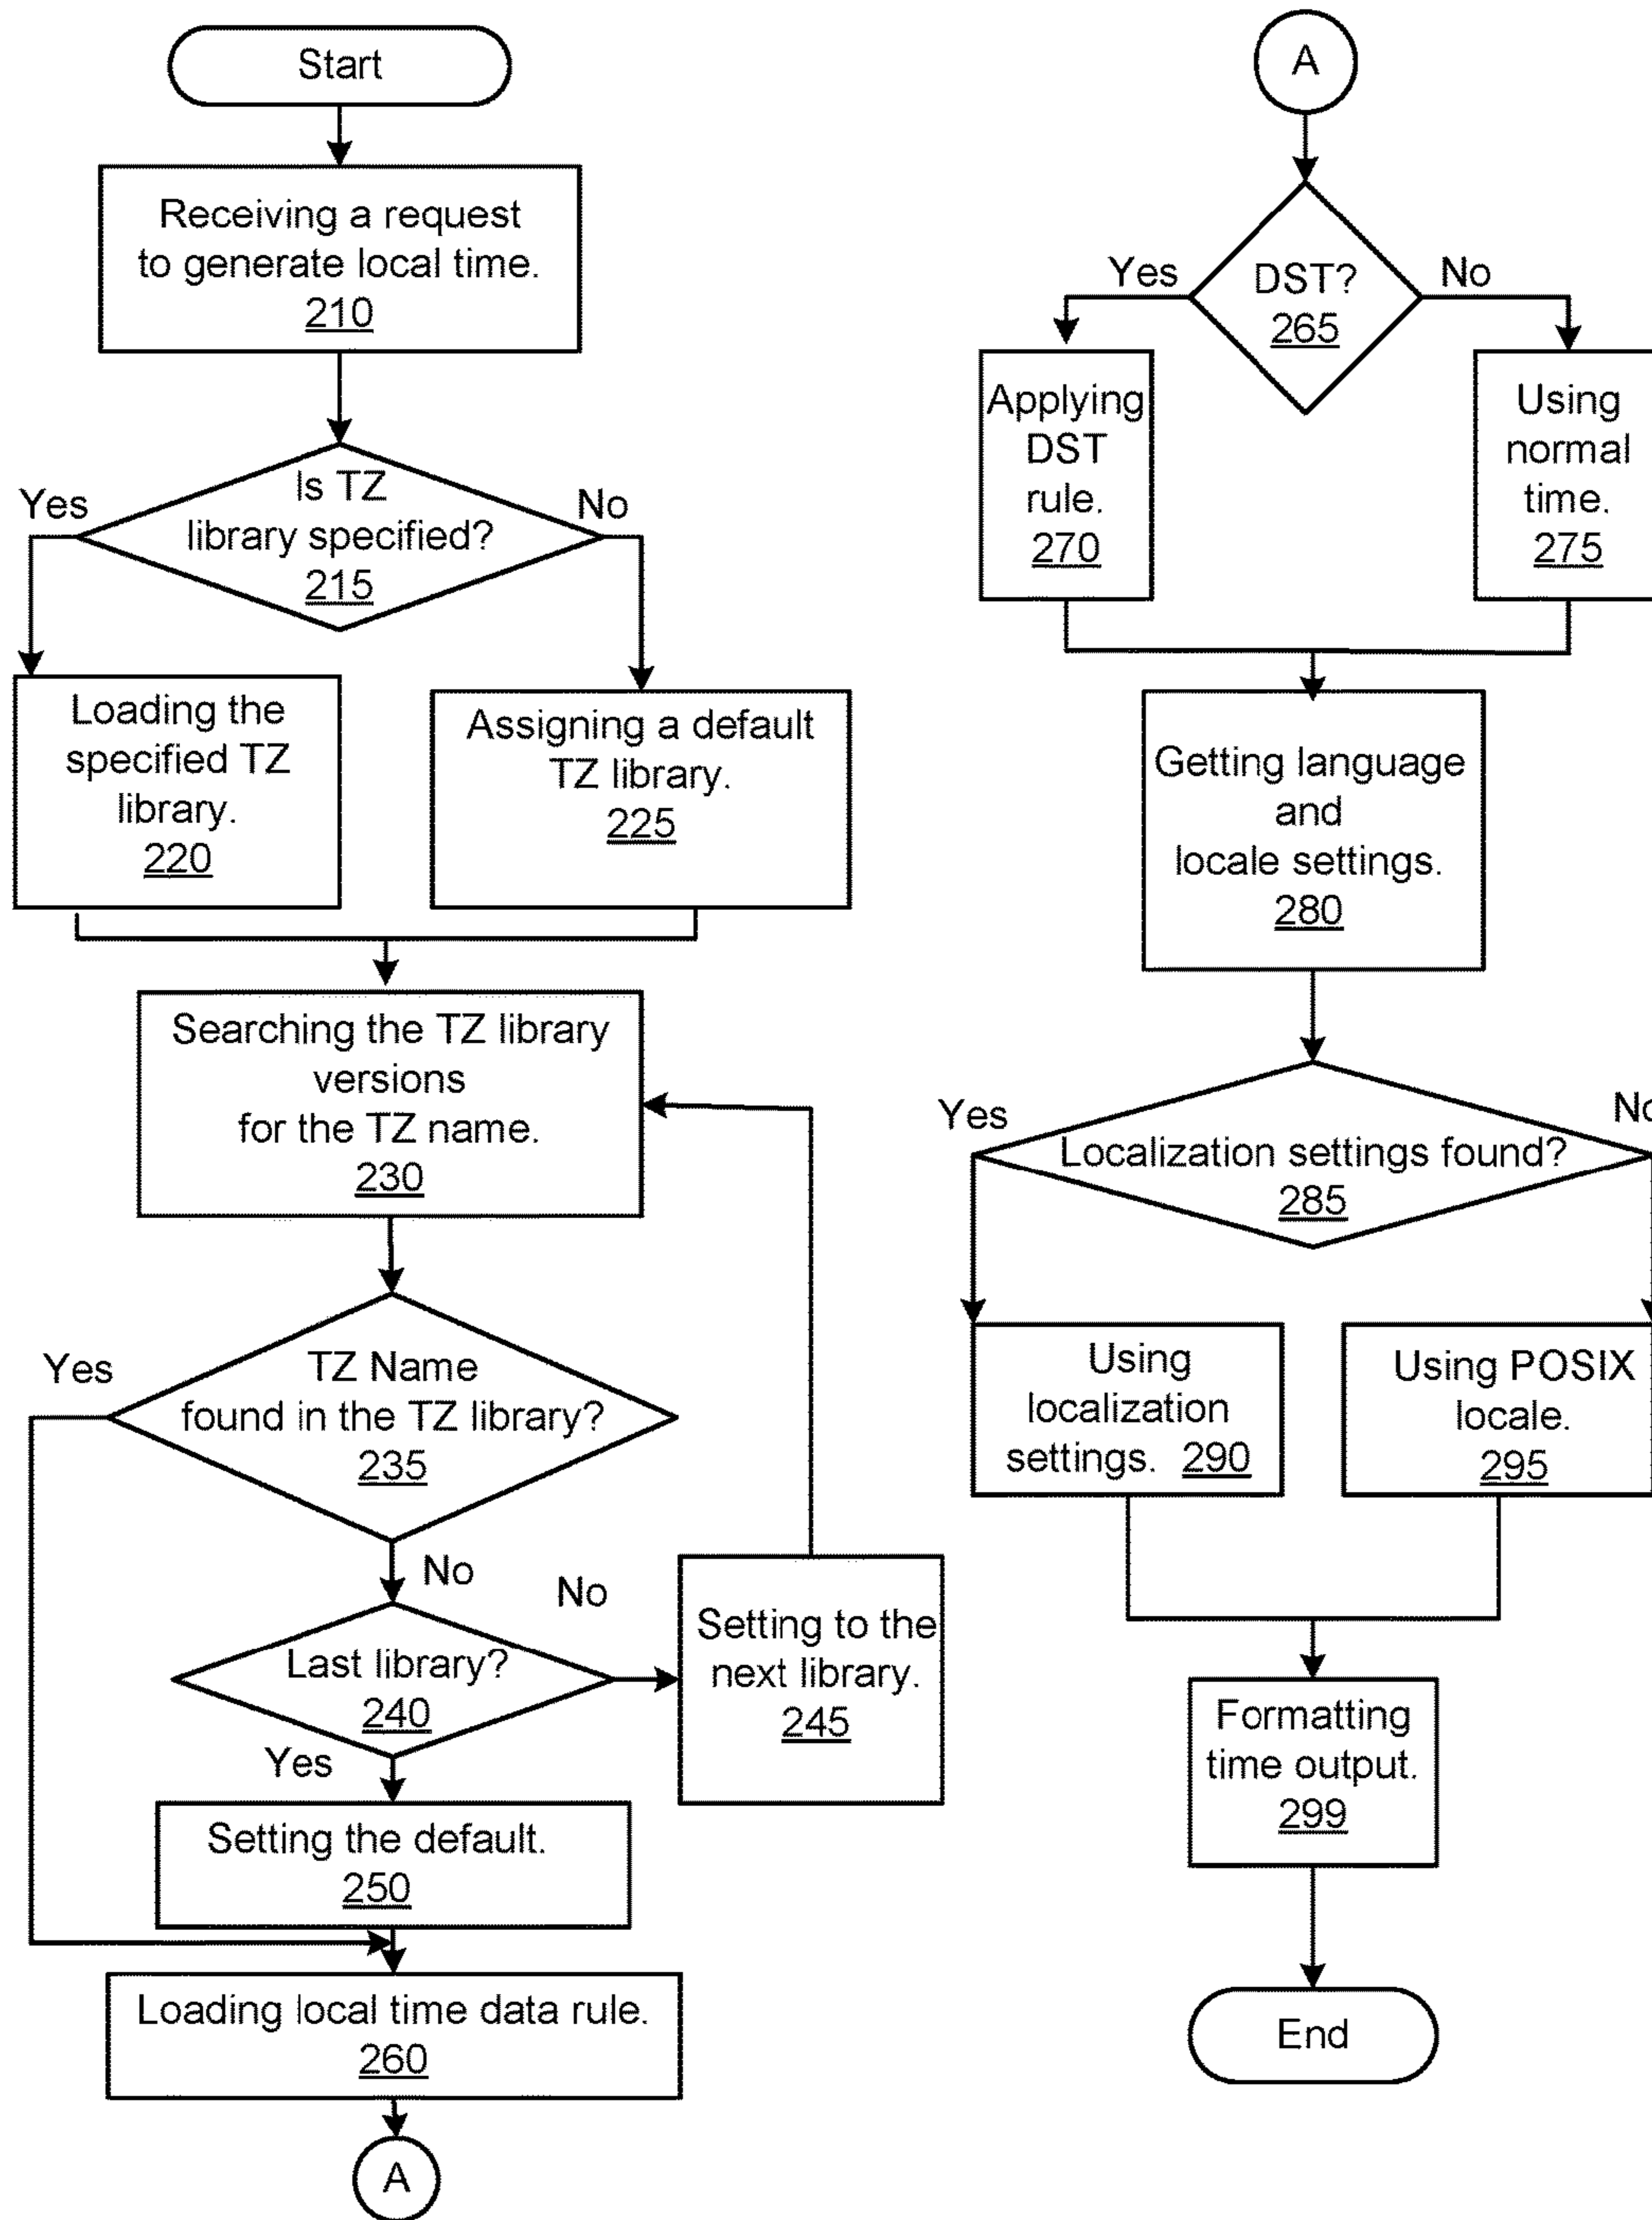 Start
Receiving a request
to generate local time.
210
Is TZ
library specified?
215
Yes
No
Loading the
specified TZ
library.
220
Assigning a default
TZ library.
225
Searching the TZ library
versions
for the TZ name.
230
TZ Name
found in the TZ library?
235
Yes
No
Last library?
240
No
Yes
Setting to the
next library.
245
Setting the default.
250
Loading local time data rule.
260
A
A
DST?
265
Yes
No
Applying
DST
rule.
270
Using
normal
time.
275
Getting language
and
locale settings.
280
Localization settings found?
285
Yes
No
Using
localization
settings. 290
Using POSIX
locale.
295
Formatting
time output.
299
End